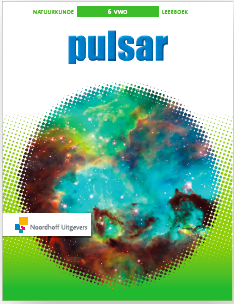 NATUURKUNDE 6 VWO LEERBOEK
pulsar
Noordhoff Uitgevers